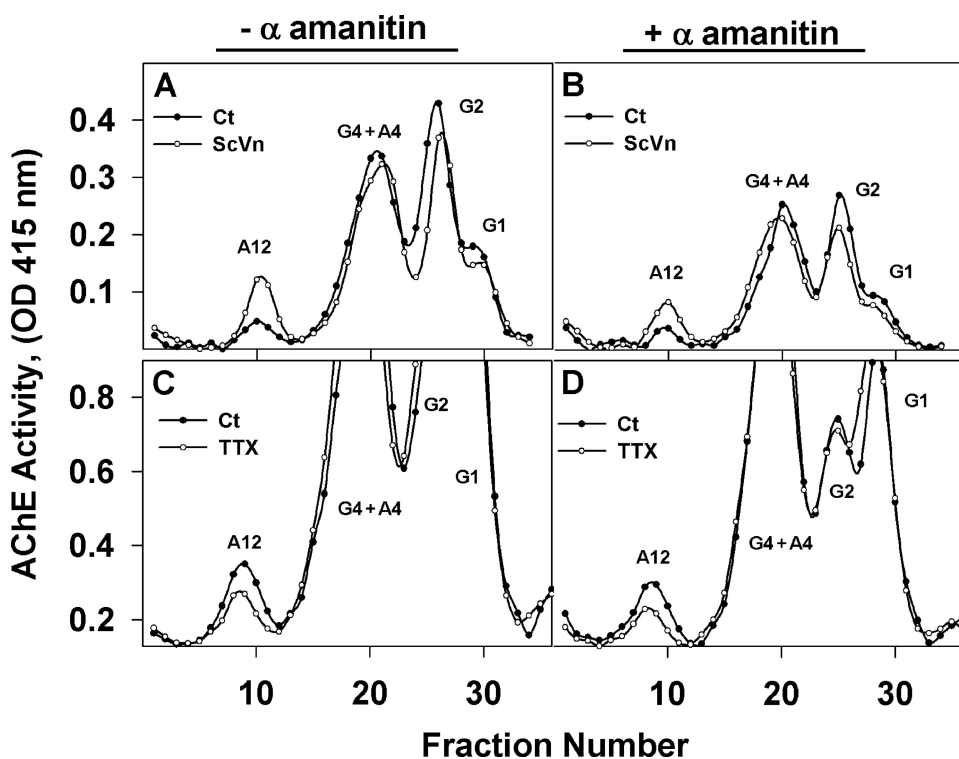 - α amanitin
+ α amanitin
A
Ct
ScVn
A12
G4+A4
G2
G1
B
Ct
ScVn
A12
G4+A4
G2
G1
C
Ct
TTX
A12
G4+A4
G2
G1
D
Ct
TTX
A12
G4+A4
G2
G1
0.4
0.3
0.2
0.1
0.8
0.6
0.4
0.2
10
20
30
10
20
30
AChE Activity, (OD 415 nm)
Fraction Number